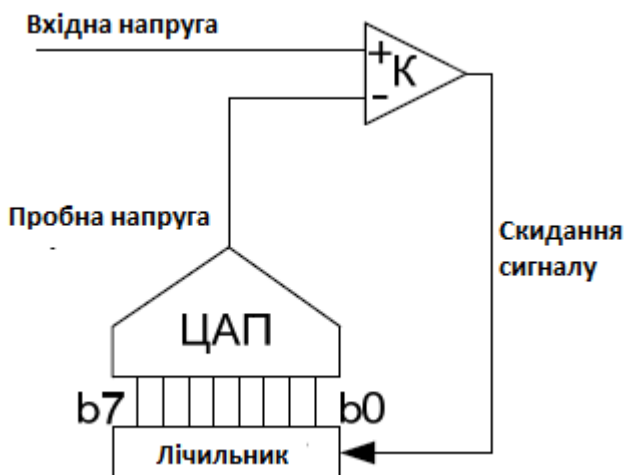 Вхідна напруга
+
К
-
Пробна напруга
Скидання
сигналу
ЦАП
b7
b0
Лічильник